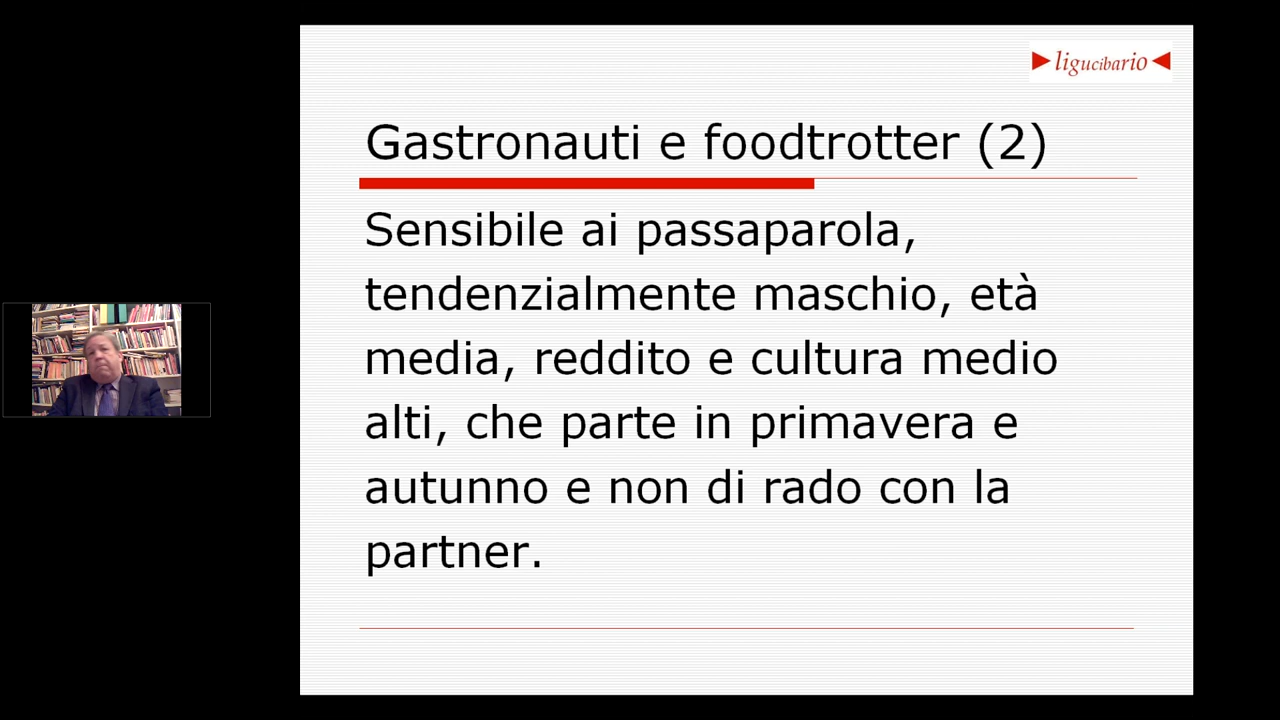 ligucibario
Gastronauti e foodtrotter (2)
Sensibile ai passaparola,
tendenzialmente maschio, età
media, reddito e cultura medio
alti, che parte in primavera e
autunno e non di rado con la
partner.